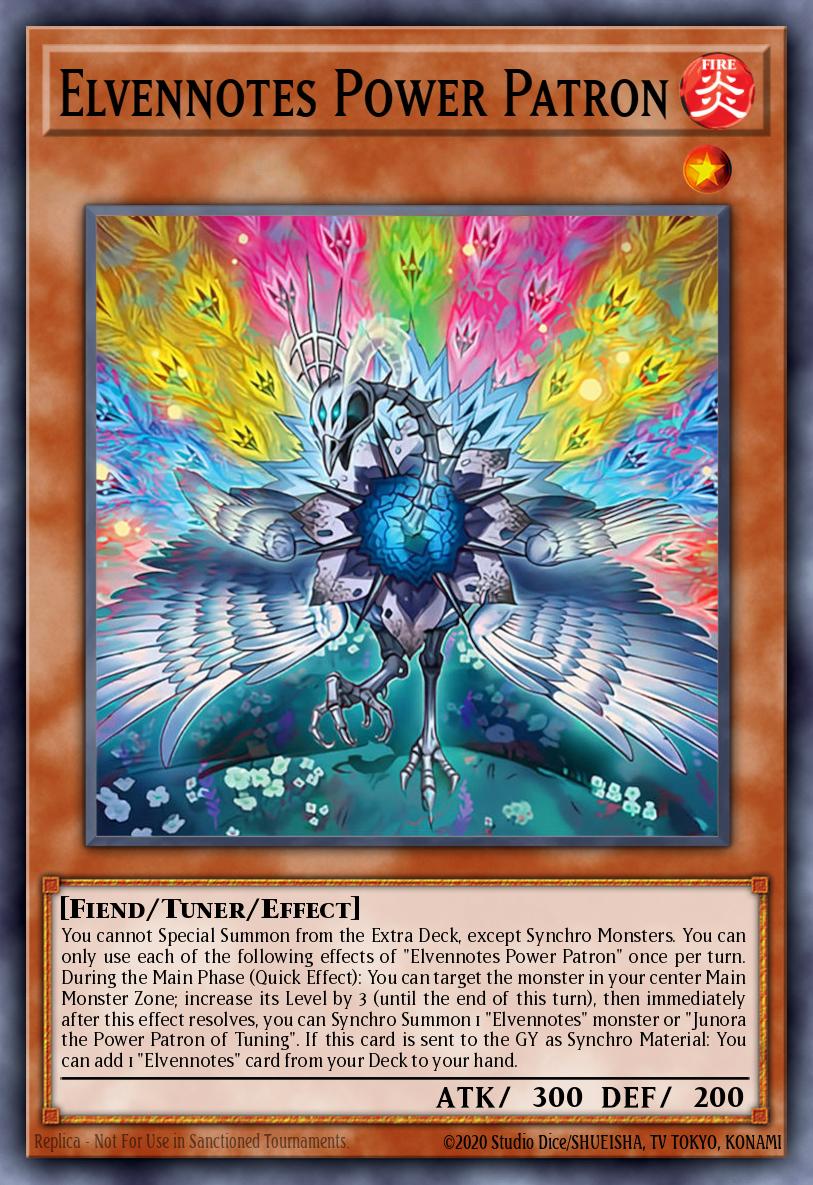 Elvennotes Power Patron
FIRE
炎
[Fiend/Tuner/Effect]
You cannot Special Summon from the Extra Deck, except Synchro Monsters. You can
only use each of the following effects of "Elvennotes Power Patron" once per turn.
During the Main Phase (Quick Effect): You can target the monster in your center Main
Monster Zone; increase its Level by 3 (until the end of this turn), then immediately
after this effect resolves, you can Synchro Summon 1 "Elvennotes" monster or "Junora
the Power Patron of Tuning". If this card is sent to the GY as Synchro Material: You
can add 1 "Elvennotes" card from your Deck to your hand.
ATK/ 300 DEF/ 200
Replica - Not For Use in Sanctioned Tournaments. ©2020 Studio Dice/SHUEISHA, TV TOKYO, KONAMI